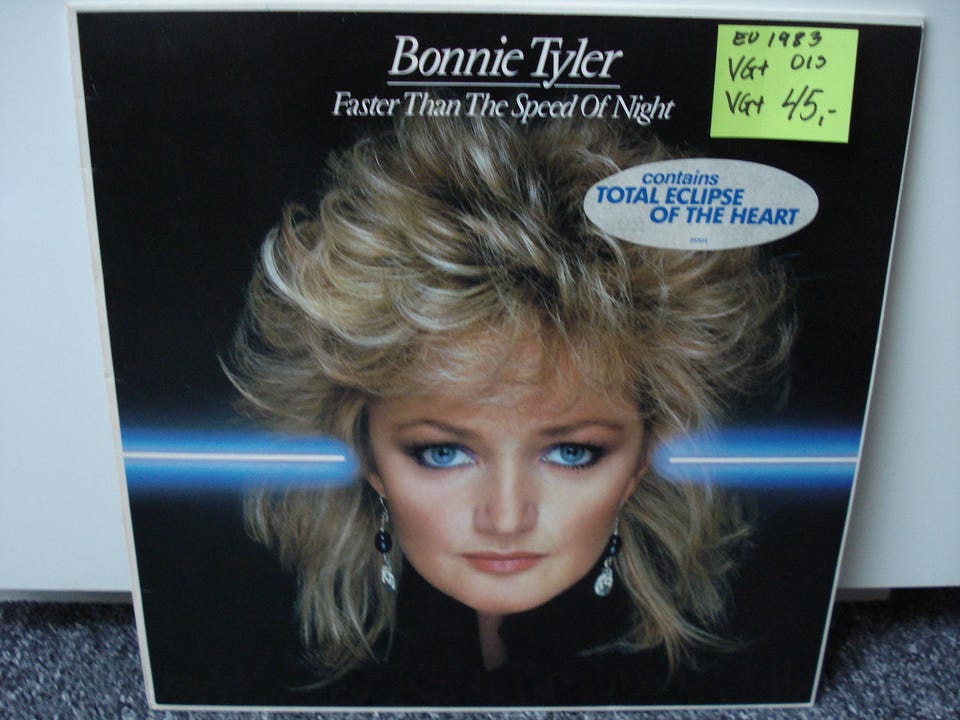 Bonnie Tyler
Faster Than The Speed Of Night
EU 1983
VG+ 013
VG+ 45,-
contains
TOTAL ECLIPSE
OF THE HEART